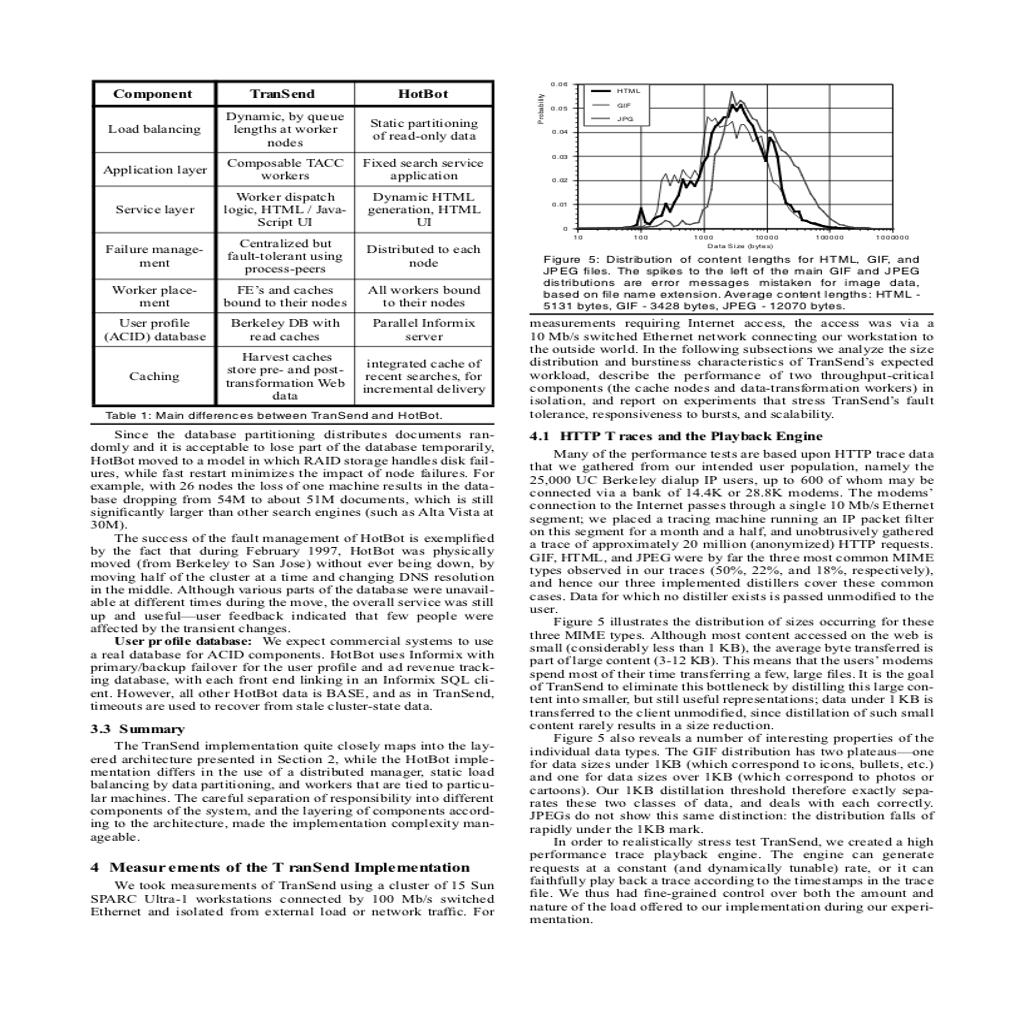 Component TranSend HotBot
Load balancing
Dynamic, by queue
lengths at worker
nodes
Static partitioning
of read-only data
Application layer
Composable TACC
workers
Fixed search service
application
Service layer
Worker dispatch
logic, HTML / Java-
Script UI
Dynamic HTML
generation, HTML
UI
Failure manage-
ment
Centralized but
fault-tolerant using
process-peers
Distributed to each
node
Worker place-
ment
FE's and caches
bound to their nodes
All workers bound
to their nodes
User profile
(ACID) database
Berkeley DB with
read caches
Parallel Informix
server
Caching
Harvest caches
store pre- and post-
transformation Web
data
integrated cache of
recent searches, for
incremental delivery
Table 1: Main differences between TranSend and HotBot.
Since the database partitioning distributes documents ran-
domly and it is acceptable to lose part of the database temporarily,
HotBot moved to a model in which RAID storage handles disk fail-
ures, while fast restart minimizes the impact of node failures. For
example, with 26 nodes the loss of one machine results in the data-
base dropping from 54M to about 51M documents, which is still
significantly larger than other search engines (such as Alta Vista at
30M).
The success of the fault management of HotBot is exemplified
by the fact that during February 1997, HotBot was physically
moved (from Berkeley to San Jose) without ever being down, by
moving half of the cluster at a time and changing DNS resolution
in the middle. Although various parts of the database were unavail-
able at different times during the move, the overall service was still
up and useful—user feedback indicated that few people were
affected by the transient changes.
User profile database: We expect commercial systems to use
a real database for ACID components. HotBot uses Informix with
primary/backup failover for the user profile and ad revenue track-
ing database, with each front end linking in an Informix SQL cli-
ent. However, all other HotBot data is BASE, and as in TranSend,
timeouts are used to recover from stale cluster-state data.
3.3 Summary
The TranSend implementation quite closely maps into the lay-
ered architecture presented in Section 2, while the HotBot imple-
mentation differs in the use of a distributed manager, static load
balancing by data partitioning, and workers that are tied to particu-
lar machines. The careful separation of responsibility into different
components of the system, and the layering of components accord-
ing to the architecture, made the implementation complexity man-
ageable.
4 Measurements of the TranSend Implementation
We took measurements of TranSend using a cluster of 15 Sun
SPARC Ultra-1 workstations connected by 100 Mb/s switched
Ethernet and isolated from external load or network traffic. For
Probability
0.06
0.05
0.04
0.03
0.02
0.01
0
HTML
GIF
JPG
10 100 1000 10000 100000 1000000
Data Size (bytes)
Figure 5: Distribution of content lengths for HTML, GIF, and
JPEG files. The spikes to the left of the main GIF and JPEG
distributions are error messages mistaken for image data,
based on file name extension. Average content lengths: HTML -
5131 bytes, GIF - 3428 bytes, JPEG - 12070 bytes.
measurements requiring Internet access, the access was via a
10 Mb/s switched Ethernet network connecting our workstation to
the outside world. In the following subsections we analyze the size
distribution and burstiness characteristics of TranSend's expected
workload, describe the performance of two throughput-critical
components (the cache nodes and data-transformation workers) in
isolation, and report on experiments that stress TranSend's fault
tolerance, responsiveness to bursts, and scalability.
4.1 HTTP Traces and the Playback Engine
Many of the performance tests are based upon HTTP trace data
that we gathered from our intended user population, namely the
25,000 UC Berkeley dialup IP users, up to 600 of whom may be
connected via a bank of 14.4K or 28.8K modems. The modems'
connection to the Internet passes through a single 10 Mb/s Ethernet
segment; we placed a tracing machine running an IP packet filter
on this segment for a month and a half, and unobtrusively gathered
a trace of approximately 20 million (anonymized) HTTP requests.
GIF, HTML, and JPEG were by far the three most common MIME
types observed in our traces (50%, 22%, and 18%, respectively),
and hence our three implemented distillers cover these common
cases. Data for which no distiller exists is passed unmodified to the
user.
Figure 5 illustrates the distribution of sizes occurring for these
three MIME types. Although most content accessed on the web is
small (considerably less than 1 KB), the average byte transferred is
part of large content (3-12 KB). This means that the users' modems
spend most of their time transferring a few, large files. It is the goal
of TranSend to eliminate this bottleneck by distilling this large con-
tent into smaller, but still useful representations; data under 1 KB is
transferred to the client unmodified, since distillation of such small
content rarely results in a size reduction.
Figure 5 also reveals a number of interesting properties of the
individual data types. The GIF distribution has two plateaus—one
for data sizes under 1KB (which correspond to icons, bullets, etc.)
and one for data sizes over 1KB (which correspond to photos or
cartoons). Our 1KB distillation threshold therefore exactly sepa-
rates these two classes of data, and deals with each correctly.
JPEGs do not show this same distinction: the distribution falls of
rapidly under the 1KB mark.
In order to realistically stress test TranSend, we created a high
performance trace playback engine. The engine can generate
requests at a constant (and dynamically tunable) rate, or it can
faithfully play back a trace according to the timestamps in the trace
file. We thus had fine-grained control over both the amount and
nature of the load offered to our implementation during our experi-
mentation.